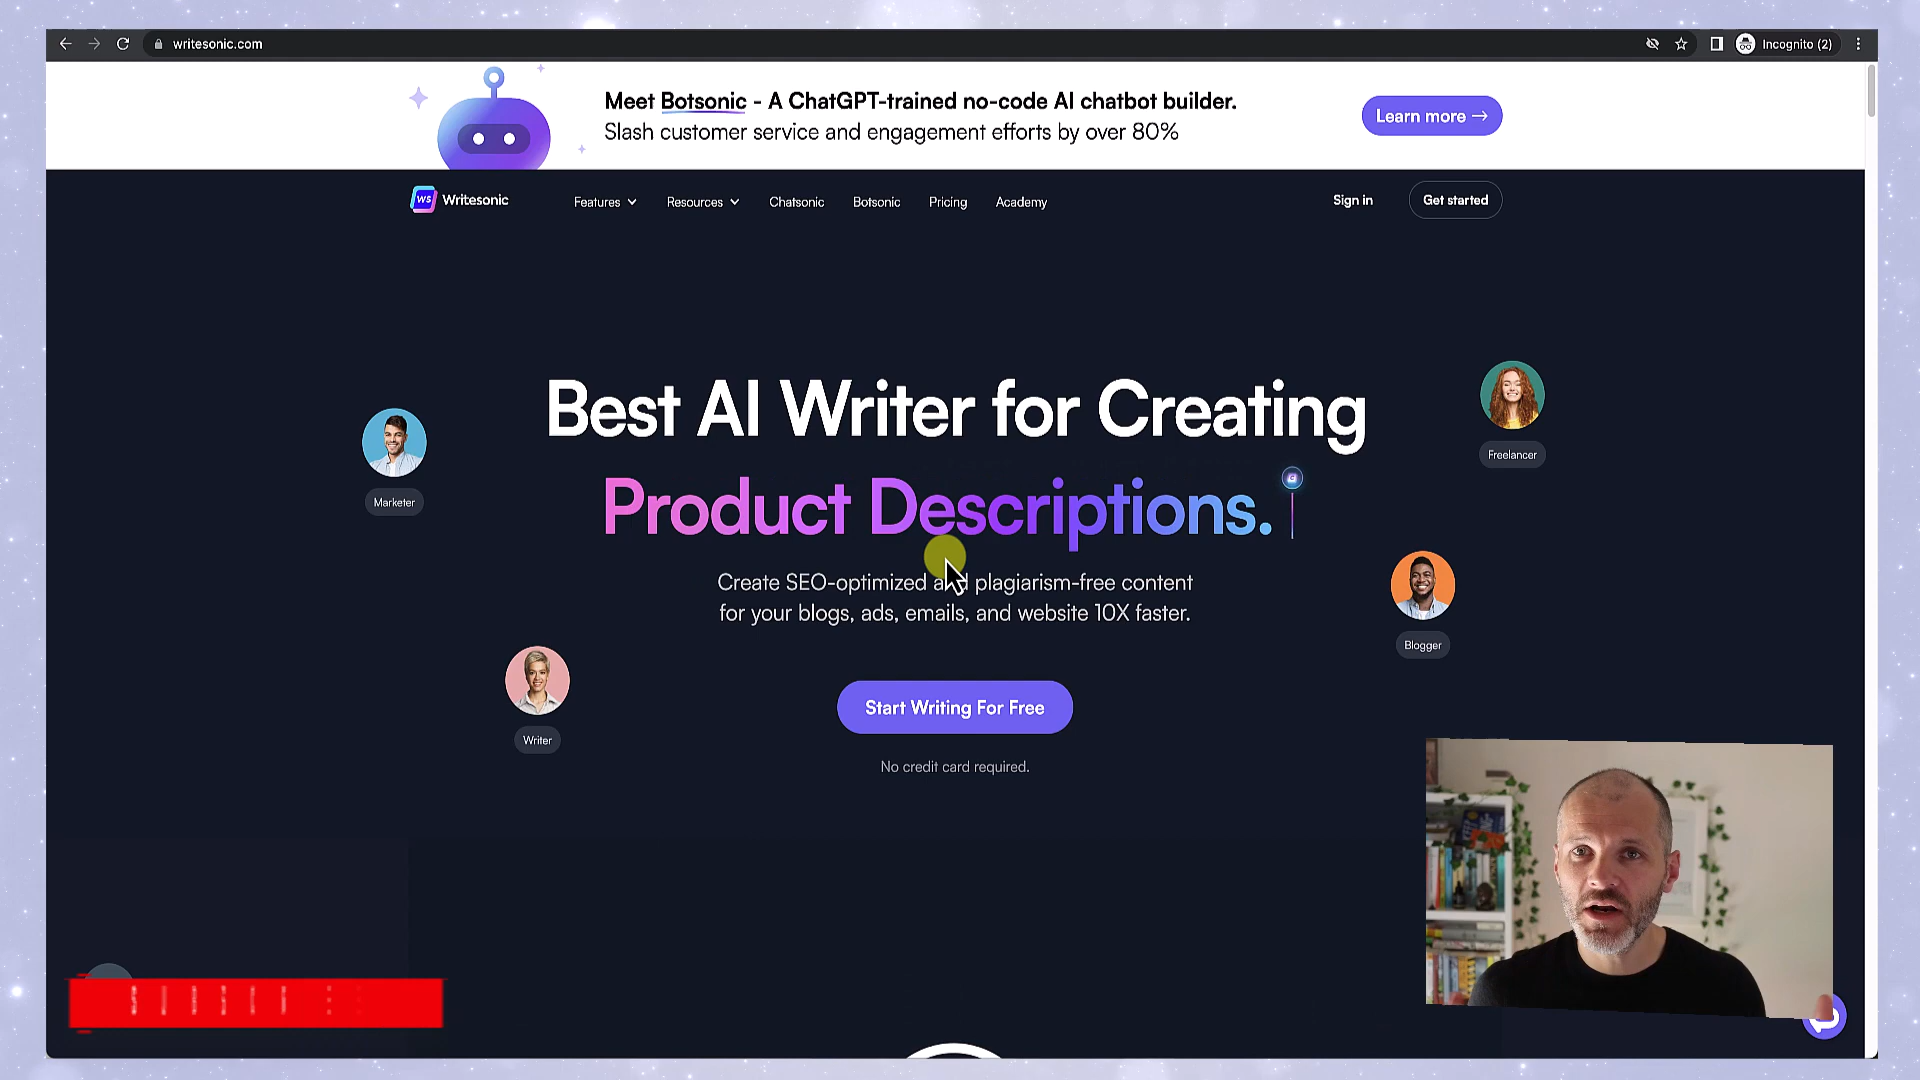 writesonic.com
Incognito (2)
Meet Botsonic - A ChatGPT-trained no-code AI chatbot builder.
Slash customer service and engagement efforts by over 80%
Learn more →
WS Writesonic
Features
Resources
Chatsonic
Botsonic
Pricing
Academy
Sign in
Get started
Best AI Writer for Creating
Product Descriptions.
Create SEO-optimized and plagiarism-free content
for your blogs, ads, emails, and website 10X faster.
Start Writing For Free
No credit card required.
Marketer
Writer
Freelancer
Blogger